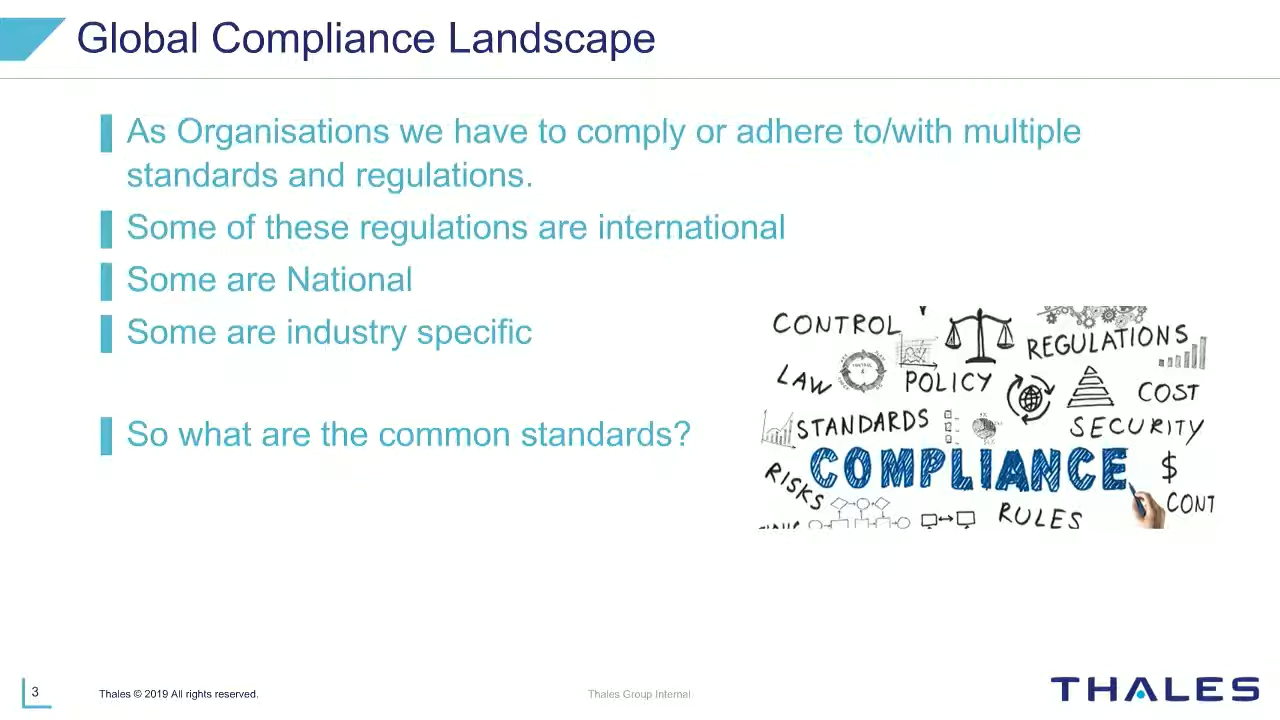 Global Compliance Landscape
As Organisations we have to comply or adhere to/with multiple
standards and regulations.
Some of these regulations are international
Some are National
Some are industry specific
So what are the common standards?
CONTROL
REGULATIONS
LAW
POLICY
COST
STANDARDS
SECURITY
COMPLIANCE
$
RISKS
CONT
RULES
3
Thales © 2019 All rights reserved.
Thales Group Internal
THALES